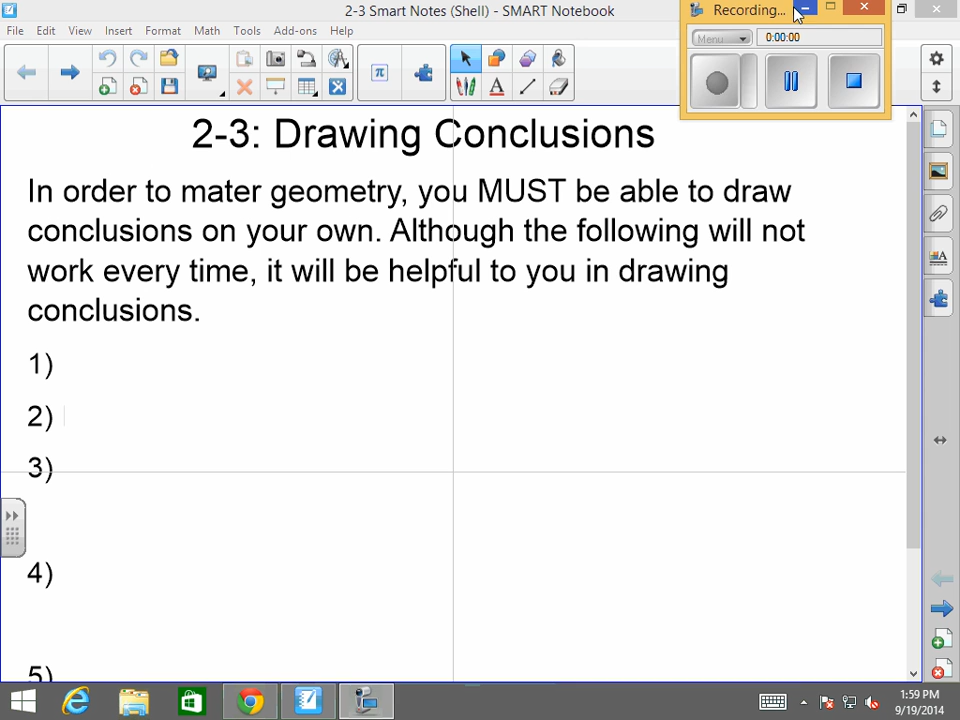 2-3 Smart Notes (Shell) - SMART Notebook
Recording...
File Edit View Insert Format Math Tools Add-ons Help
Menu
0:00:00
π
A
2-3: Drawing Conclusions
In order to mater geometry, you MUST be able to draw
conclusions on your own. Although the following will not
work every time, it will be helpful to you in drawing
conclusions.
1)
2)
3)
4)
5)
1:59 PM
9/19/2014